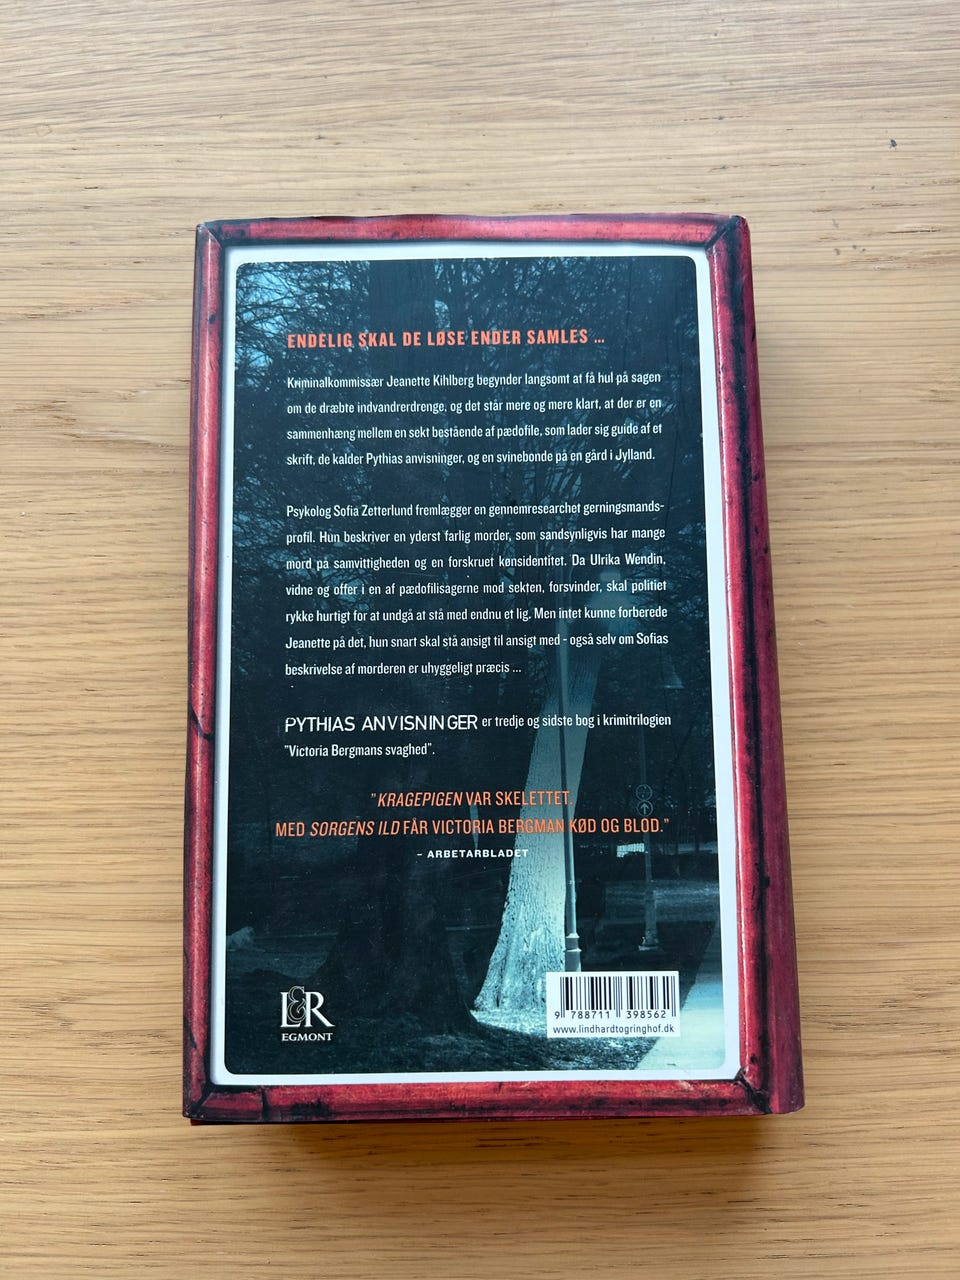 ENDELIG SKAL DE LØSE ENDER SAMLES ...
Kriminalkommissær Jeanette Kihlberg begynder langsomt at få hul på sagen
om de dræbte indvandrerdrenge, og det står mere og mere klart, at der er en
sammenhæng mellem en sekt bestående af pædofile, som lader sig guide af et
skrift, de kalder Pythias anvisninger, og en svinebonde på en gård i Jylland.
Psykolog Sofia Zetterlund fremlægger en gennemresearchet gerningsmands-
profil. Hun beskriver en yderst farlig morder, som sandsynligvis har mange
mord på samvittigheden og en forskruet kønsidentitet. Da Ulrika Wendin,
vidne og offer i en af pædofilisagerne mod sekten, forsvinder, skal politiet
rykke hurtigt for at undgå at stå med endnu et lig. Men intet kunne forberede
Jeanette på det, hun snart skal stå ansigt til ansigt med - også selv om Sofias
beskrivelse af morderen er uhyggeligt præcis ...
PYTHIAS ANVISNINGER er tredje og sidste bog i krimitrilogien
"Victoria Bergmans svaghed".
"KRAGEPIGEN VAR SKELETTET.
MED SORGENS ILD FÅR VICTORIA BERGMAN KØD OG BLOD."
– ARBETARBLADET
L&R
EGMONT
9 788711 398562
www.lindhardtogringhof.dk